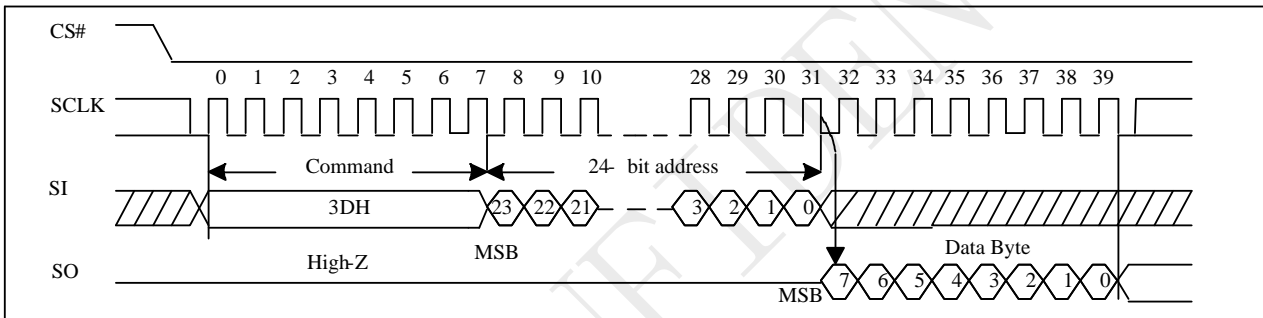 CS#
0 1 2 3 4 5 6 7 8 9 10 28 29 30 31 32 33 34 35 36 37 38 39
SCLK
Command 24- bit address
SI
3DH 23 22 21 3 2 1 0
High-Z MSB Data Byte
SO
MSB 7 6 5 4 3 2 1 0